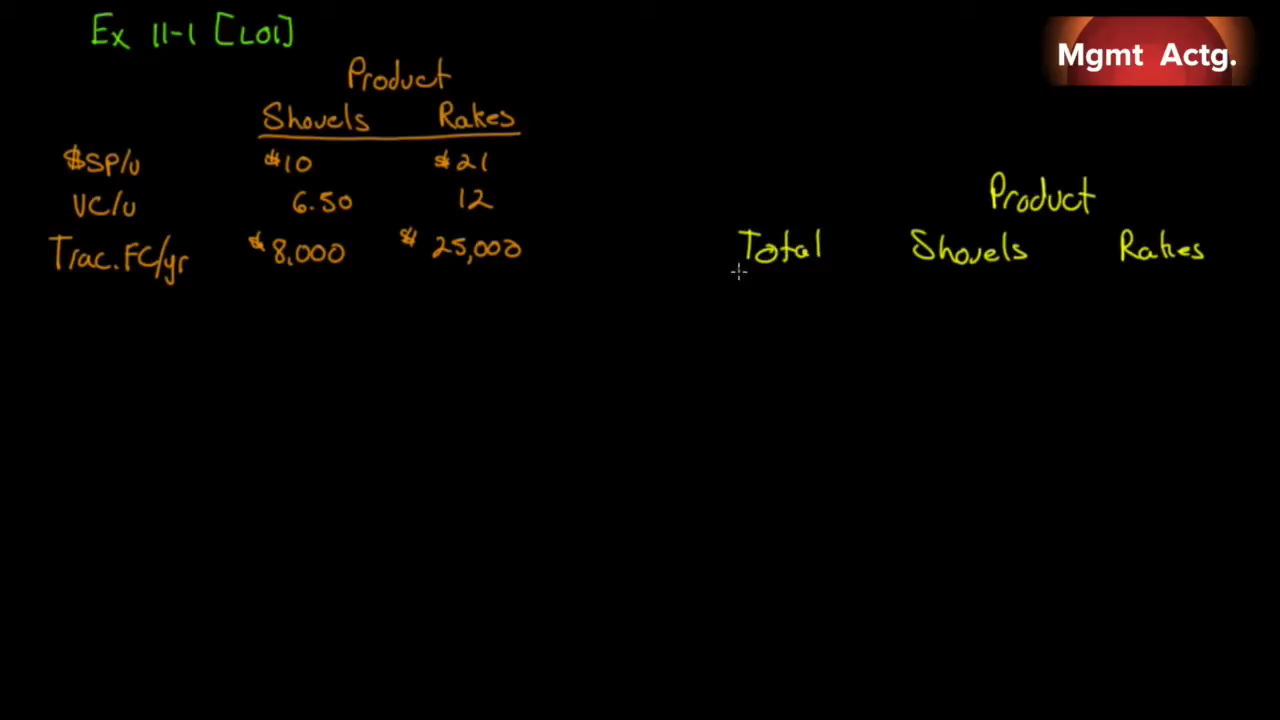 Ex 11-1 [LO1]
Mgmt Actg.
Product
Shovels Rakes
$SP/u $10 $21
VC/u 6.50 12
Trac. FC/yr $8,000 $25,000
Product
Total Shovels Rakes